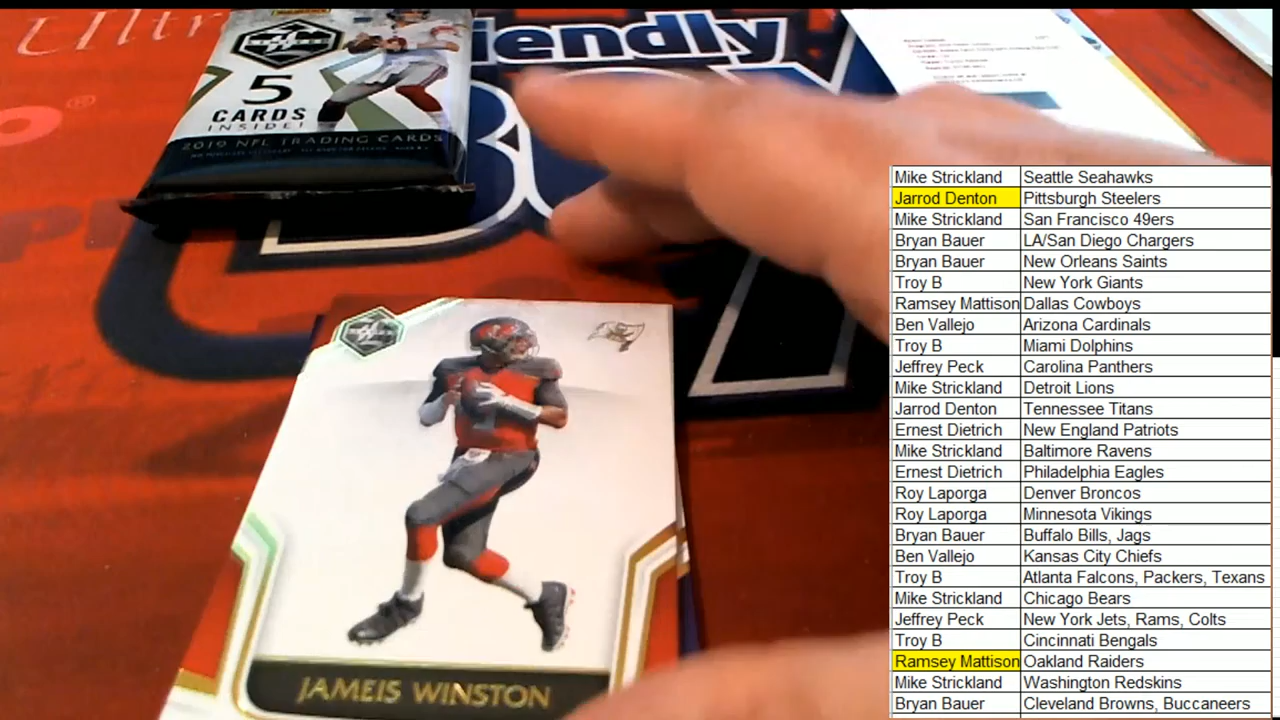 Ultr
iendly
LIMITED
5
CARDS
INSIDE!
2019 NFL TRADING CARDS
JAMEIS WINSTON
Mike Strickland Seattle Seahawks
Jarrod Denton Pittsburgh Steelers
Mike Strickland San Francisco 49ers
Bryan Bauer LA/San Diego Chargers
Bryan Bauer New Orleans Saints
Troy B New York Giants
Ramsey Mattison Dallas Cowboys
Ben Vallejo Arizona Cardinals
Troy B Miami Dolphins
Jeffrey Peck Carolina Panthers
Mike Strickland Detroit Lions
Jarrod Denton Tennessee Titans
Ernest Dietrich New England Patriots
Mike Strickland Baltimore Ravens
Ernest Dietrich Philadelphia Eagles
Roy Laporga Denver Broncos
Roy Laporga Minnesota Vikings
Bryan Bauer Buffalo Bills, Jags
Ben Vallejo Kansas City Chiefs
Troy B Atlanta Falcons, Packers, Texans
Mike Strickland Chicago Bears
Jeffrey Peck New York Jets, Rams, Colts
Troy B Cincinnati Bengals
Ramsey Mattison Oakland Raiders
Mike Strickland Washington Redskins
Bryan Bauer Cleveland Browns, Buccaneers